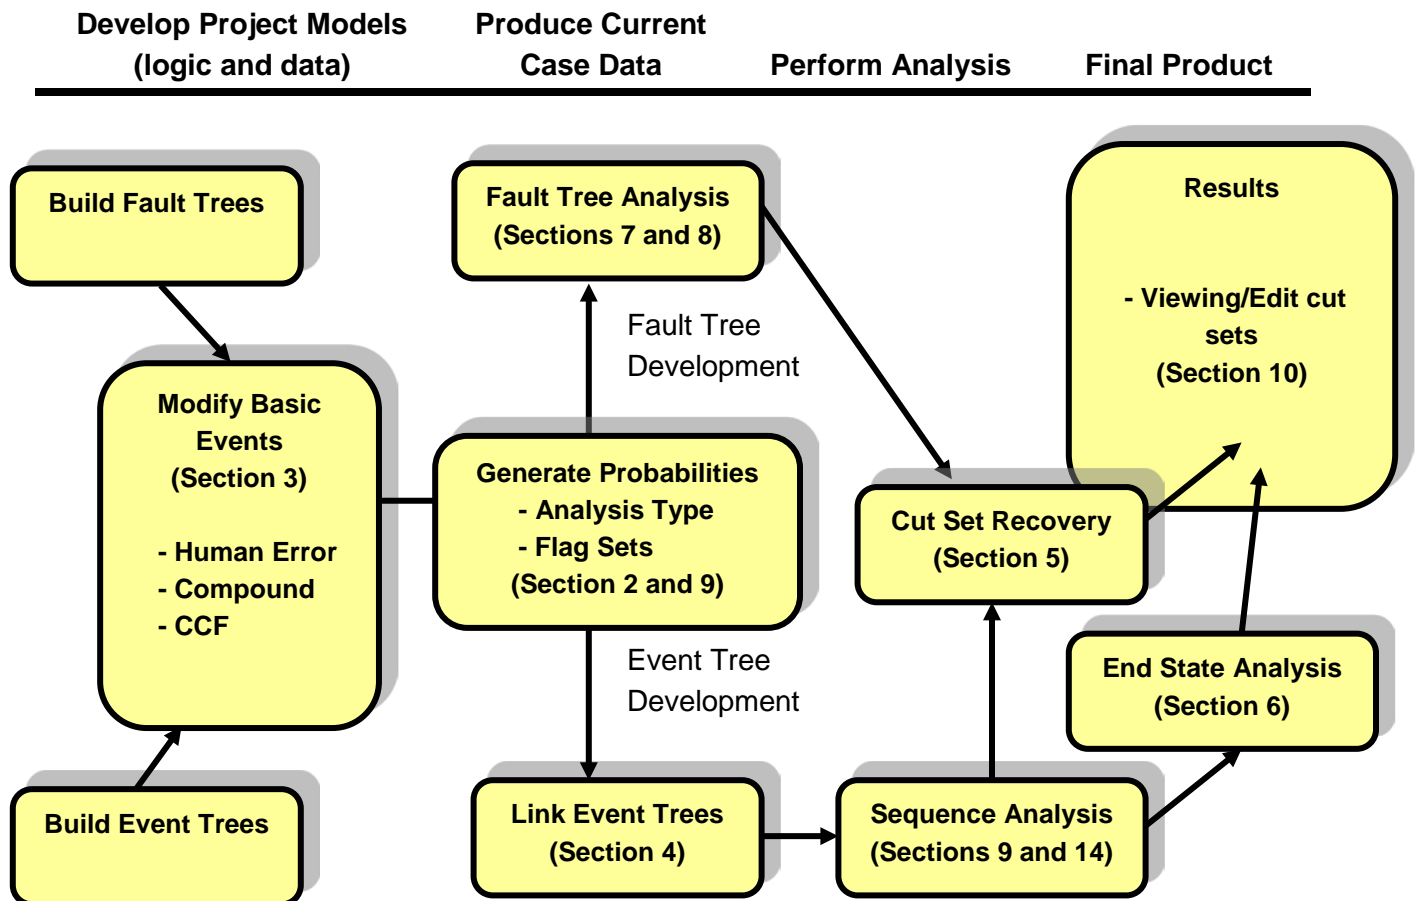 Develop Project Models
(logic and data)
Produce Current
Case Data
Perform Analysis
Final Product
Build Fault Trees
Modify Basic
Events
(Section 3)
- Human Error
- Compound
- CCF
Build Event Trees
Fault Tree Analysis
(Sections 7 and 8)
Fault Tree
Development
Generate Probabilities
- Analysis Type
- Flag Sets
(Section 2 and 9)
Event Tree
Development
Link Event Trees
(Section 4)
Cut Set Recovery
(Section 5)
Sequence Analysis
(Sections 9 and 14)
Results
- Viewing/Edit cut
sets
(Section 10)
End State Analysis
(Section 6)